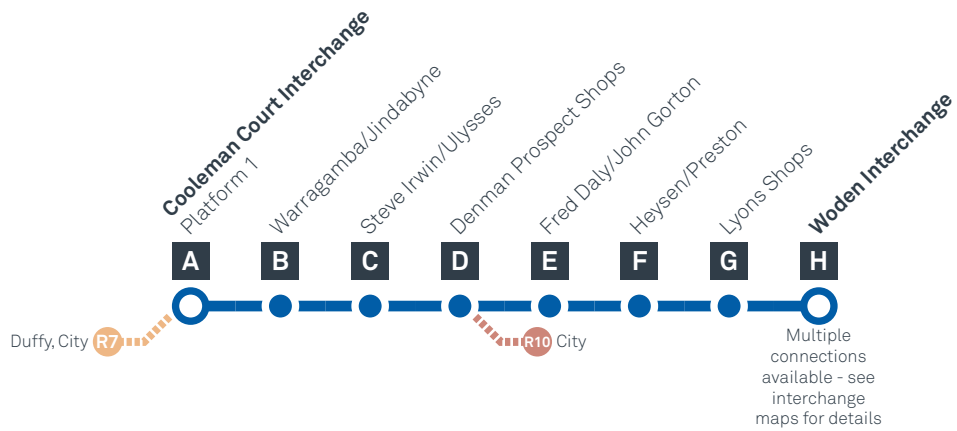 Cooleman Court Interchange
Platform 1
Warragamba/Jindabyne
Steve Irwin/Ulysses
Denman Prospect Shops
Fred Daly/John Gorton
Heysen/Preston
Lyons Shops
Woden Interchange
A
B
C
D
E
F
G
H
Duffy, City R7
R10 City
Multiple
connections
available - see
interchange
maps for details